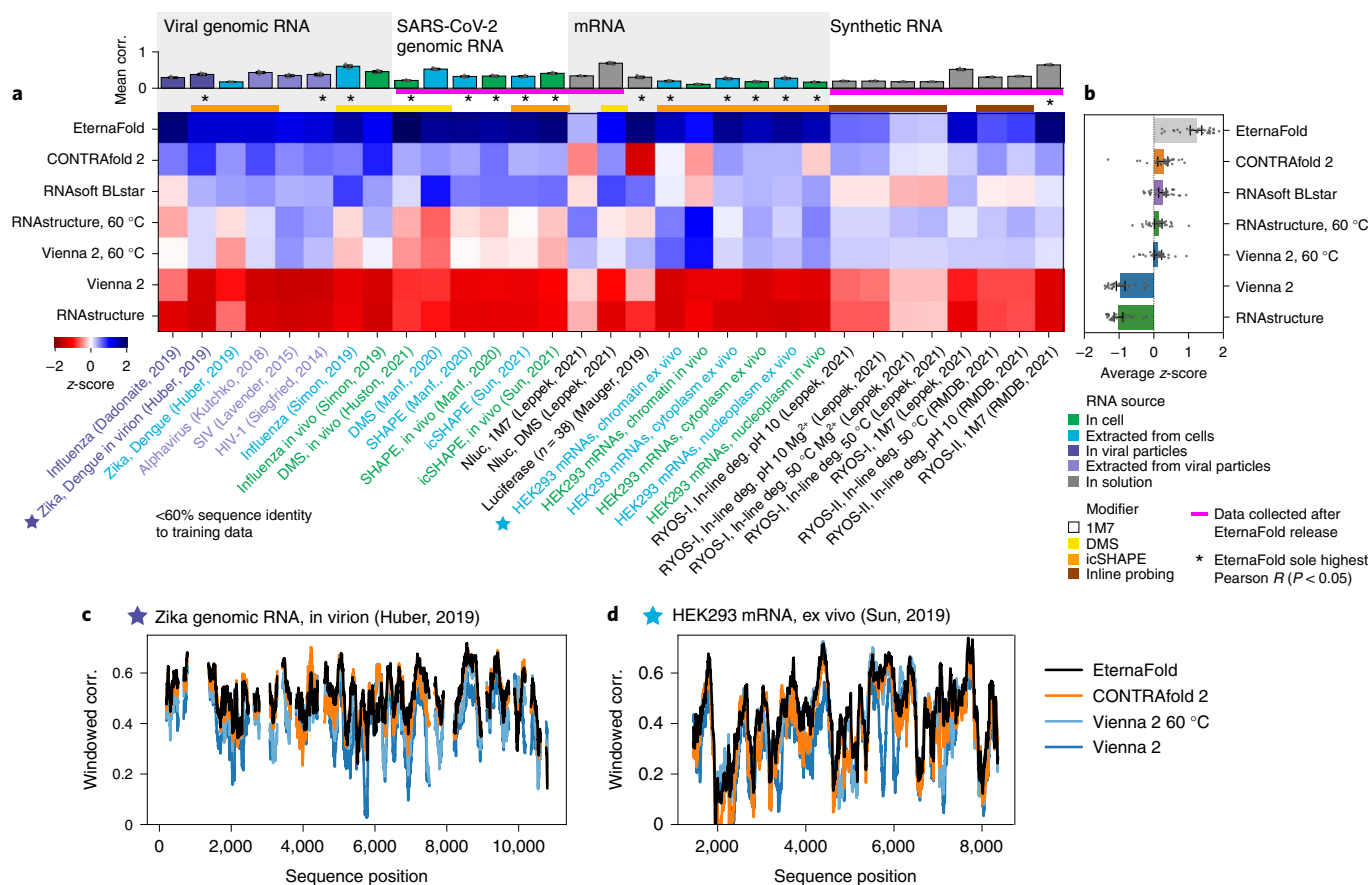 Viral genomic RNA
SARS-CoV-2
genomic RNA
mRNA
Synthetic RNA
Mean corr.
1
0
a
* * * * * * * * * * * * * *
EternaFold
CONTRAfold 2
RNAsoft BLstar
RNAstructure, 60 °C
Vienna 2, 60 °C
Vienna 2
RNAstructure
−2 0 2
z-score
Influenza (Dadonaite, 2019)
Zika, Dengue in virion (Huber, 2019)
Zika, Dengue (Huber, 2019)
Alphavirus (Kutchko, 2018)
SIV (Lavender, 2015)
HIV-1 (Siegfried, 2014)
Influenza (Simon, 2019)
Influenza in vivo (Simon, 2019)
DMS, in vivo (Huston, 2021)
DMS (Manf., 2020)
SHAPE (Manf., 2020)
SHAPE, in vivo (Manf., 2020)
icSHAPE (Sun, 2021)
icSHAPE, in vivo (Sun, 2021)
Nluc, 1M7 (Leppek, 2021)
Nluc, DMS (Leppek, 2021)
Luciferase (n = 38) (Mauger, 2019)
HEK293 mRNAs, chromatin ex vivo
HEK293 mRNAs, chromatin in vivo
HEK293 mRNAs, cytoplasm ex vivo
HEK293 mRNAs, cytoplasm ex vivo
HEK293 mRNAs, nucleoplasm ex vivo
HEK293 mRNAs, nucleoplasm in vivo
RYOS-I, In-line deg. pH 10 (Leppek, 2021)
RYOS-I, In-line deg. pH 10 Mg2+ (Leppek, 2021)
RYOS-I, In-line deg. 50 °C Mg2+ (Leppek, 2021)
RYOS-I, In-line deg. 50 °C (Leppek, 2021)
RYOS-I, 1M7 (Leppek, 2021)
RYOS-II, In-line deg. 50 °C (RMDB, 2021)
RYOS-II, In-line deg. pH 10 (RMDB, 2021)
RYOS-II, 1M7 (RMDB, 2021)
<60% sequence identity
to training data
b
EternaFold
CONTRAfold 2
RNAsoft BLstar
RNAstructure, 60 °C
Vienna 2, 60 °C
Vienna 2
RNAstructure
−2 −1 0 1 2
Average z-score
RNA source
In cell
Extracted from cells
In viral particles
Extracted from viral particles
In solution
Modifier
1M7
DMS
icSHAPE
Inline probing
Data collected after
EternaFold release
* EternaFold sole highest
Pearson R (P < 0.05)
c
Zika genomic RNA, in virion (Huber, 2019)
Windowed corr.
0.6
0.4
0.2
0
0 2,000 4,000 6,000 8,000 10,000
Sequence position
d
HEK293 mRNA, ex vivo (Sun, 2019)
Windowed corr.
0.6
0.4
0.2
0
2,000 4,000 6,000 8,000
Sequence position
EternaFold
CONTRAfold 2
Vienna 2 60 °C
Vienna 2